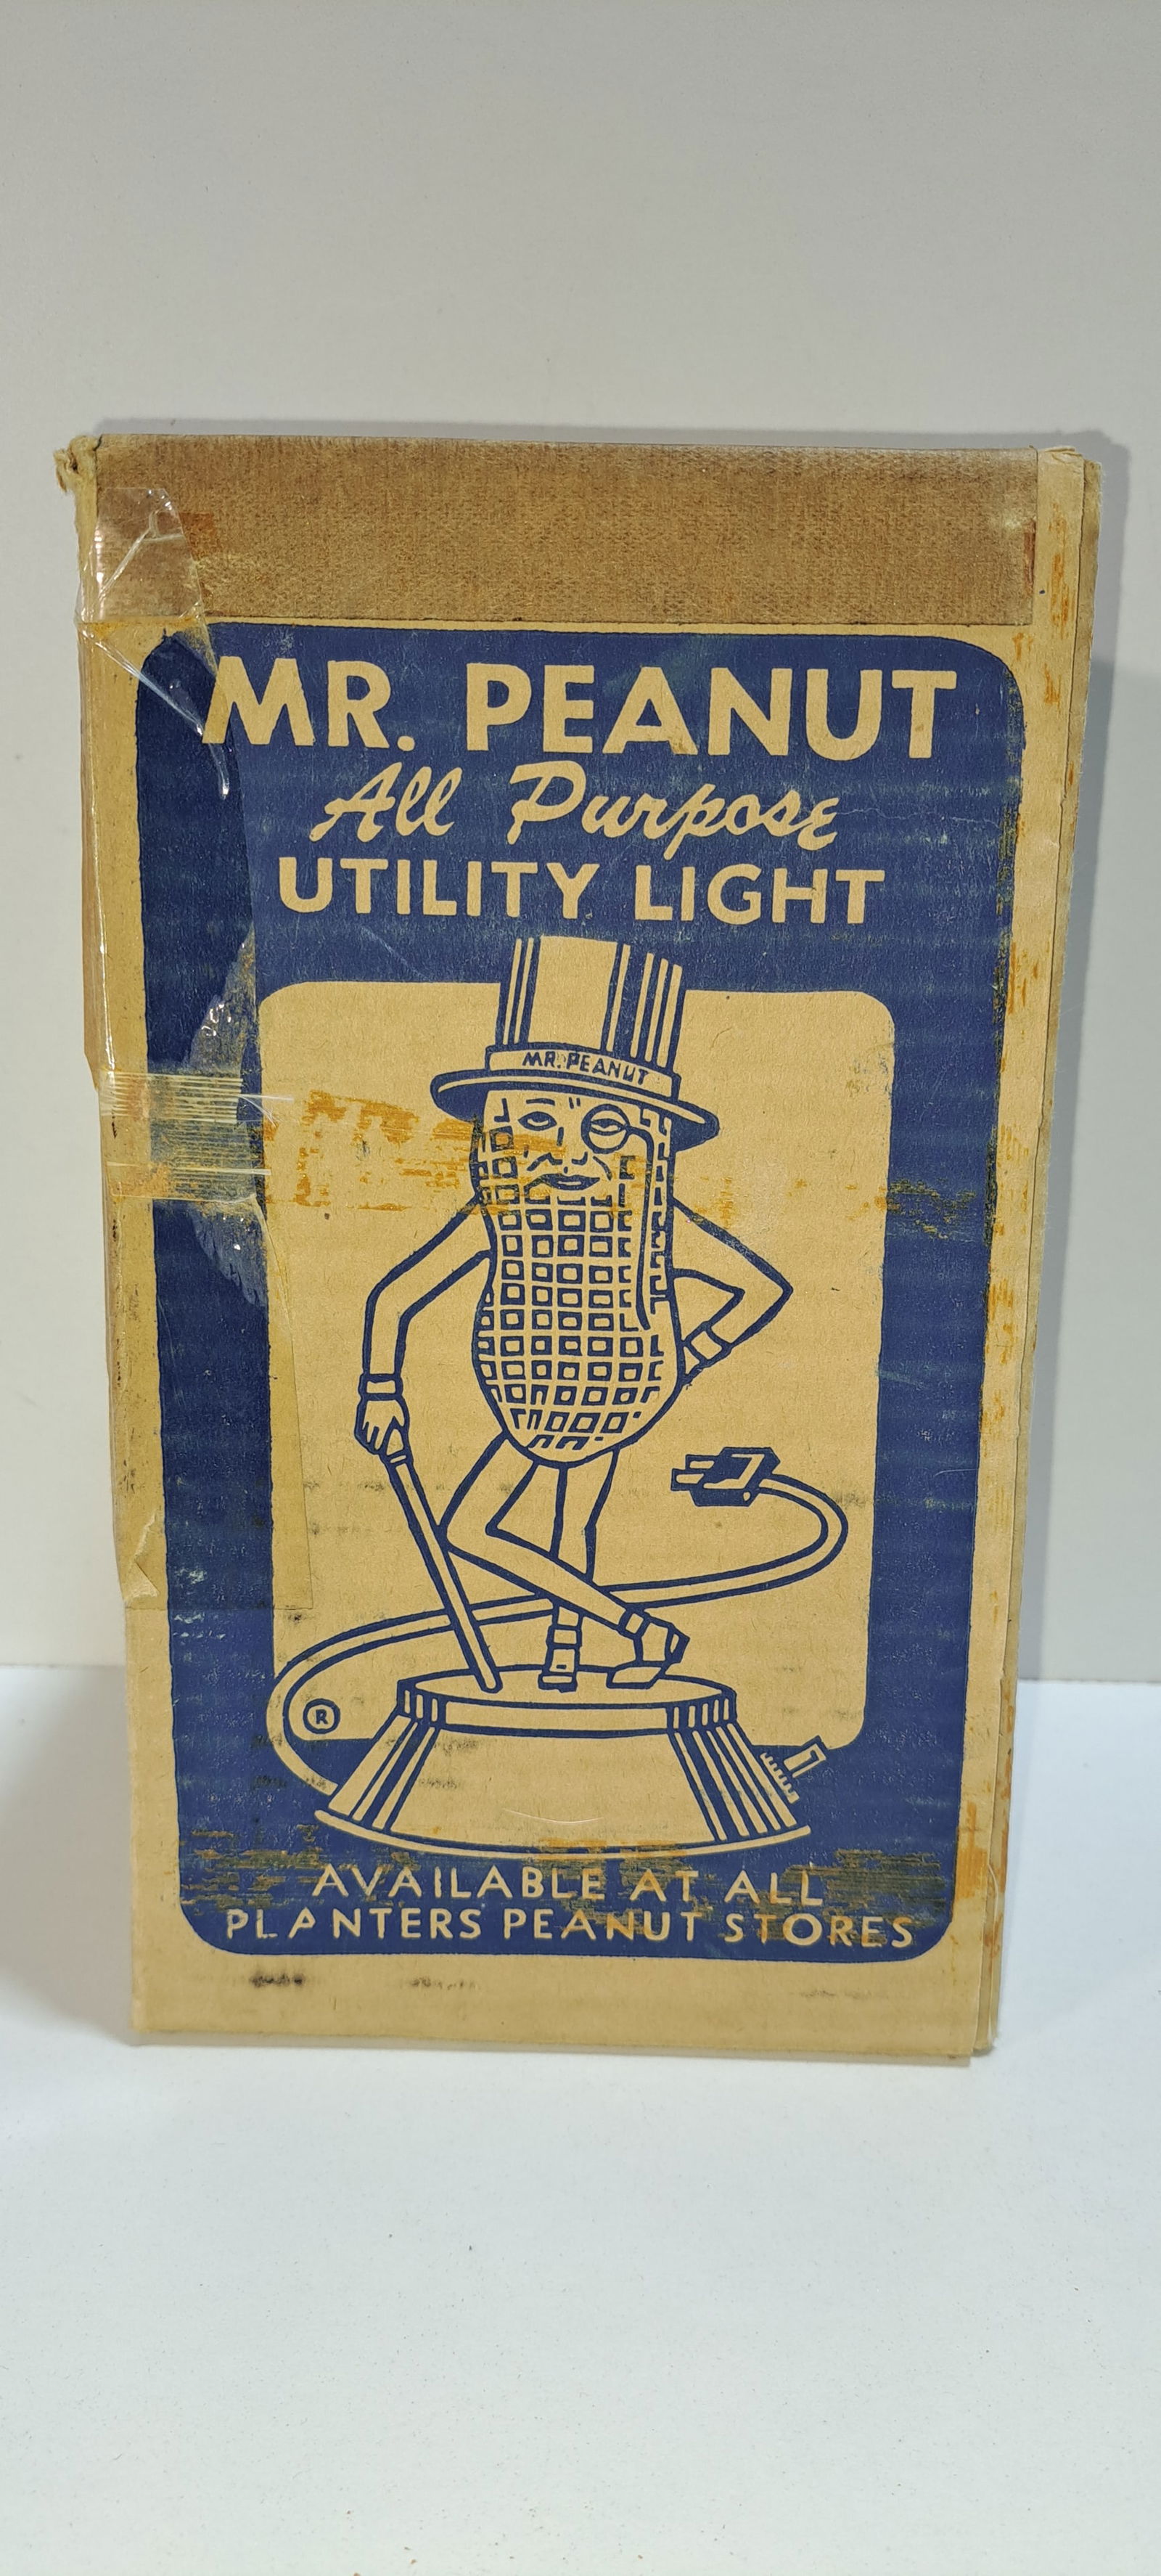 MR. PEANUT
All Purpose
UTILITY LIGHT
MR. PEANUT
®
AVAILABLE AT ALL
PLANTERS PEANUT STORES